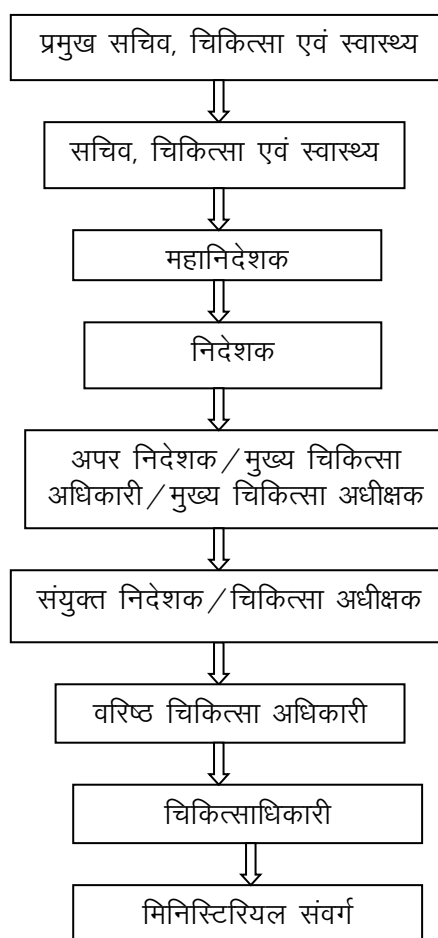 प्रमुख सचिव, चिकित्सा एवं स्वास्थ्य
सचिव, चिकित्सा एवं स्वास्थ्य
महानिदेशक
निदेशक
अपर निदेशक/मुख्य चिकित्सा
अधिकारी/मुख्य चिकित्सा अधीक्षक
संयुक्त निदेशक/चिकित्सा अधीक्षक
वरिष्ठ चिकित्सा अधिकारी
चिकित्साधिकारी
मिनिस्टिरियल संवर्ग